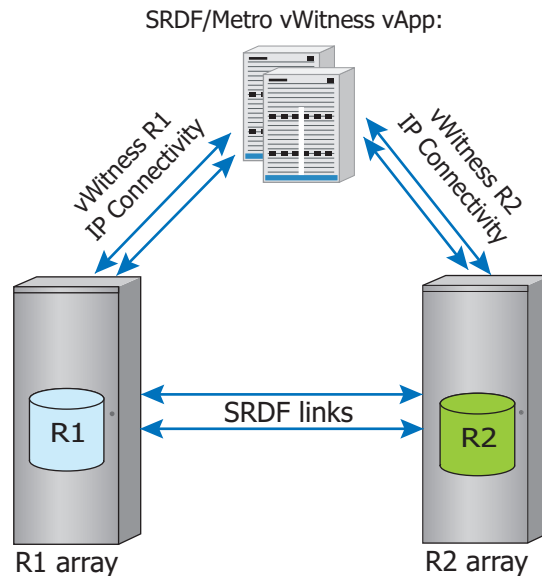 SRDF/Metro vWitness vApp:
vWitness R1
IP Connectivity
vWitness R2
IP Connectivity
R1
SRDF links
R2
R1 array
R2 array